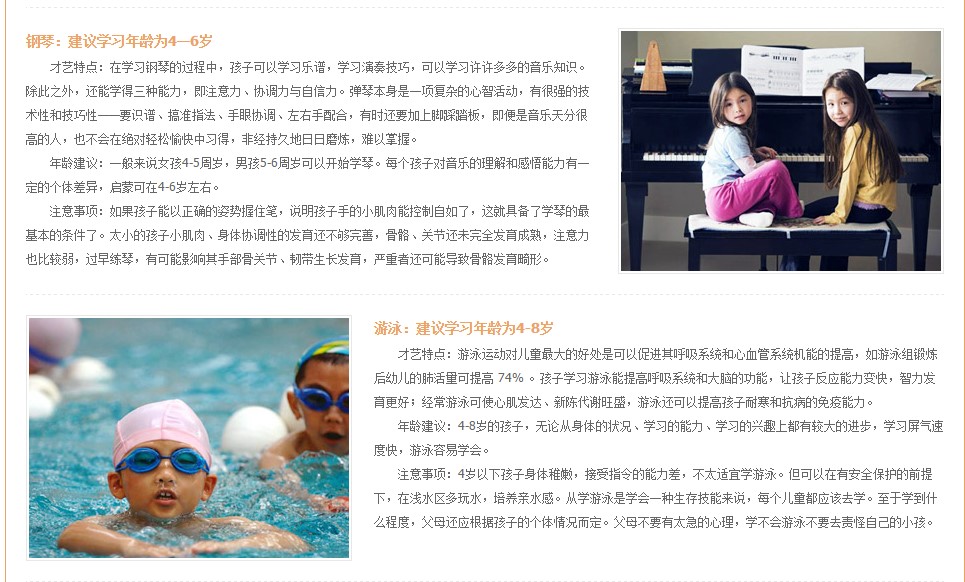 钢琴：建议学习年龄为4—6岁
才艺特点：在学习钢琴的过程中，孩子可以学习乐谱，学习演奏技巧，可以学习许许多多的音乐知识。
除此之外，还能学得三种能力，即注意力、协调力与自信力。弹琴本身是一项复杂的心智活动，有很强的技
术性和技巧性——要识谱、搞准指法、手眼协调、左右手配合，有时还要加上脚踩踏板，即便是音乐天分很
高的人，也不会在绝对轻松愉快中习得，非经持久地日日磨炼，难以掌握。
年龄建议：一般来说女孩4-5周岁，男孩5-6周岁可以开始学琴。每个孩子对音乐的理解和感悟能力有一
定的个体差异，启蒙可在4-6岁左右。
注意事项：如果孩子能以正确的姿势握住笔，说明孩子手的小肌肉能控制自如了，这就具备了学琴的最
基本的条件了。太小的孩子小肌肉、身体协调性的发育还不够完善，骨骼、关节还未完全发育成熟，注意力
也比较弱，过早练琴，有可能影响其手部骨关节、韧带生长发育，严重者还可能导致骨骼发育畸形。
游泳：建议学习年龄为4-8岁
才艺特点：游泳运动对儿童最大的好处是可以促进其呼吸系统和心血管系统机能的提高，如游泳组锻炼
后幼儿的肺活量可提高 74% 。孩子学习游泳能提高呼吸系统和大脑的功能，让孩子反应能力变快，智力发
育更好；经常游泳可使心肌发达、新陈代谢旺盛，游泳还可以提高孩子耐寒和抗病的免疫能力。
年龄建议：4-8岁的孩子，无论从身体的状况、学习的能力、学习的兴趣上都有较大的进步，学习屏气速
度快，游泳容易学会。
注意事项：4岁以下孩子身体稚嫩，接受指令的能力差，不太适宜学游泳。但可以在有安全保护的前提
下，在浅水区多玩水，培养亲水感。从学游泳是学会一种生存技能来说，每个儿童都应该去学。至于学到什
么程度，父母还应根据孩子的个体情况而定。父母不要有太急的心理，学不会游泳不要去责怪自己的小孩。